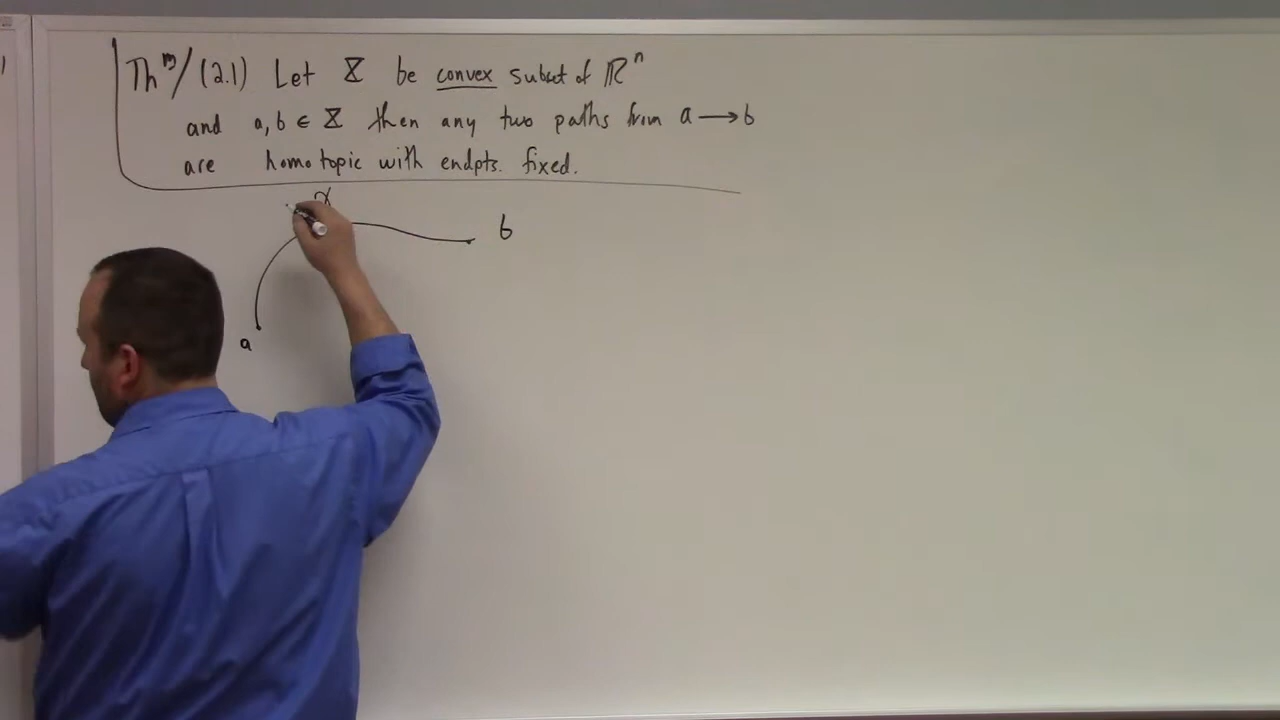 Thᵐ/ (2.1) Let X be convex subset of ℝⁿ
and a, b ∈ X then any two paths from a → b
are homotopic with endpts. fixed.
b
a